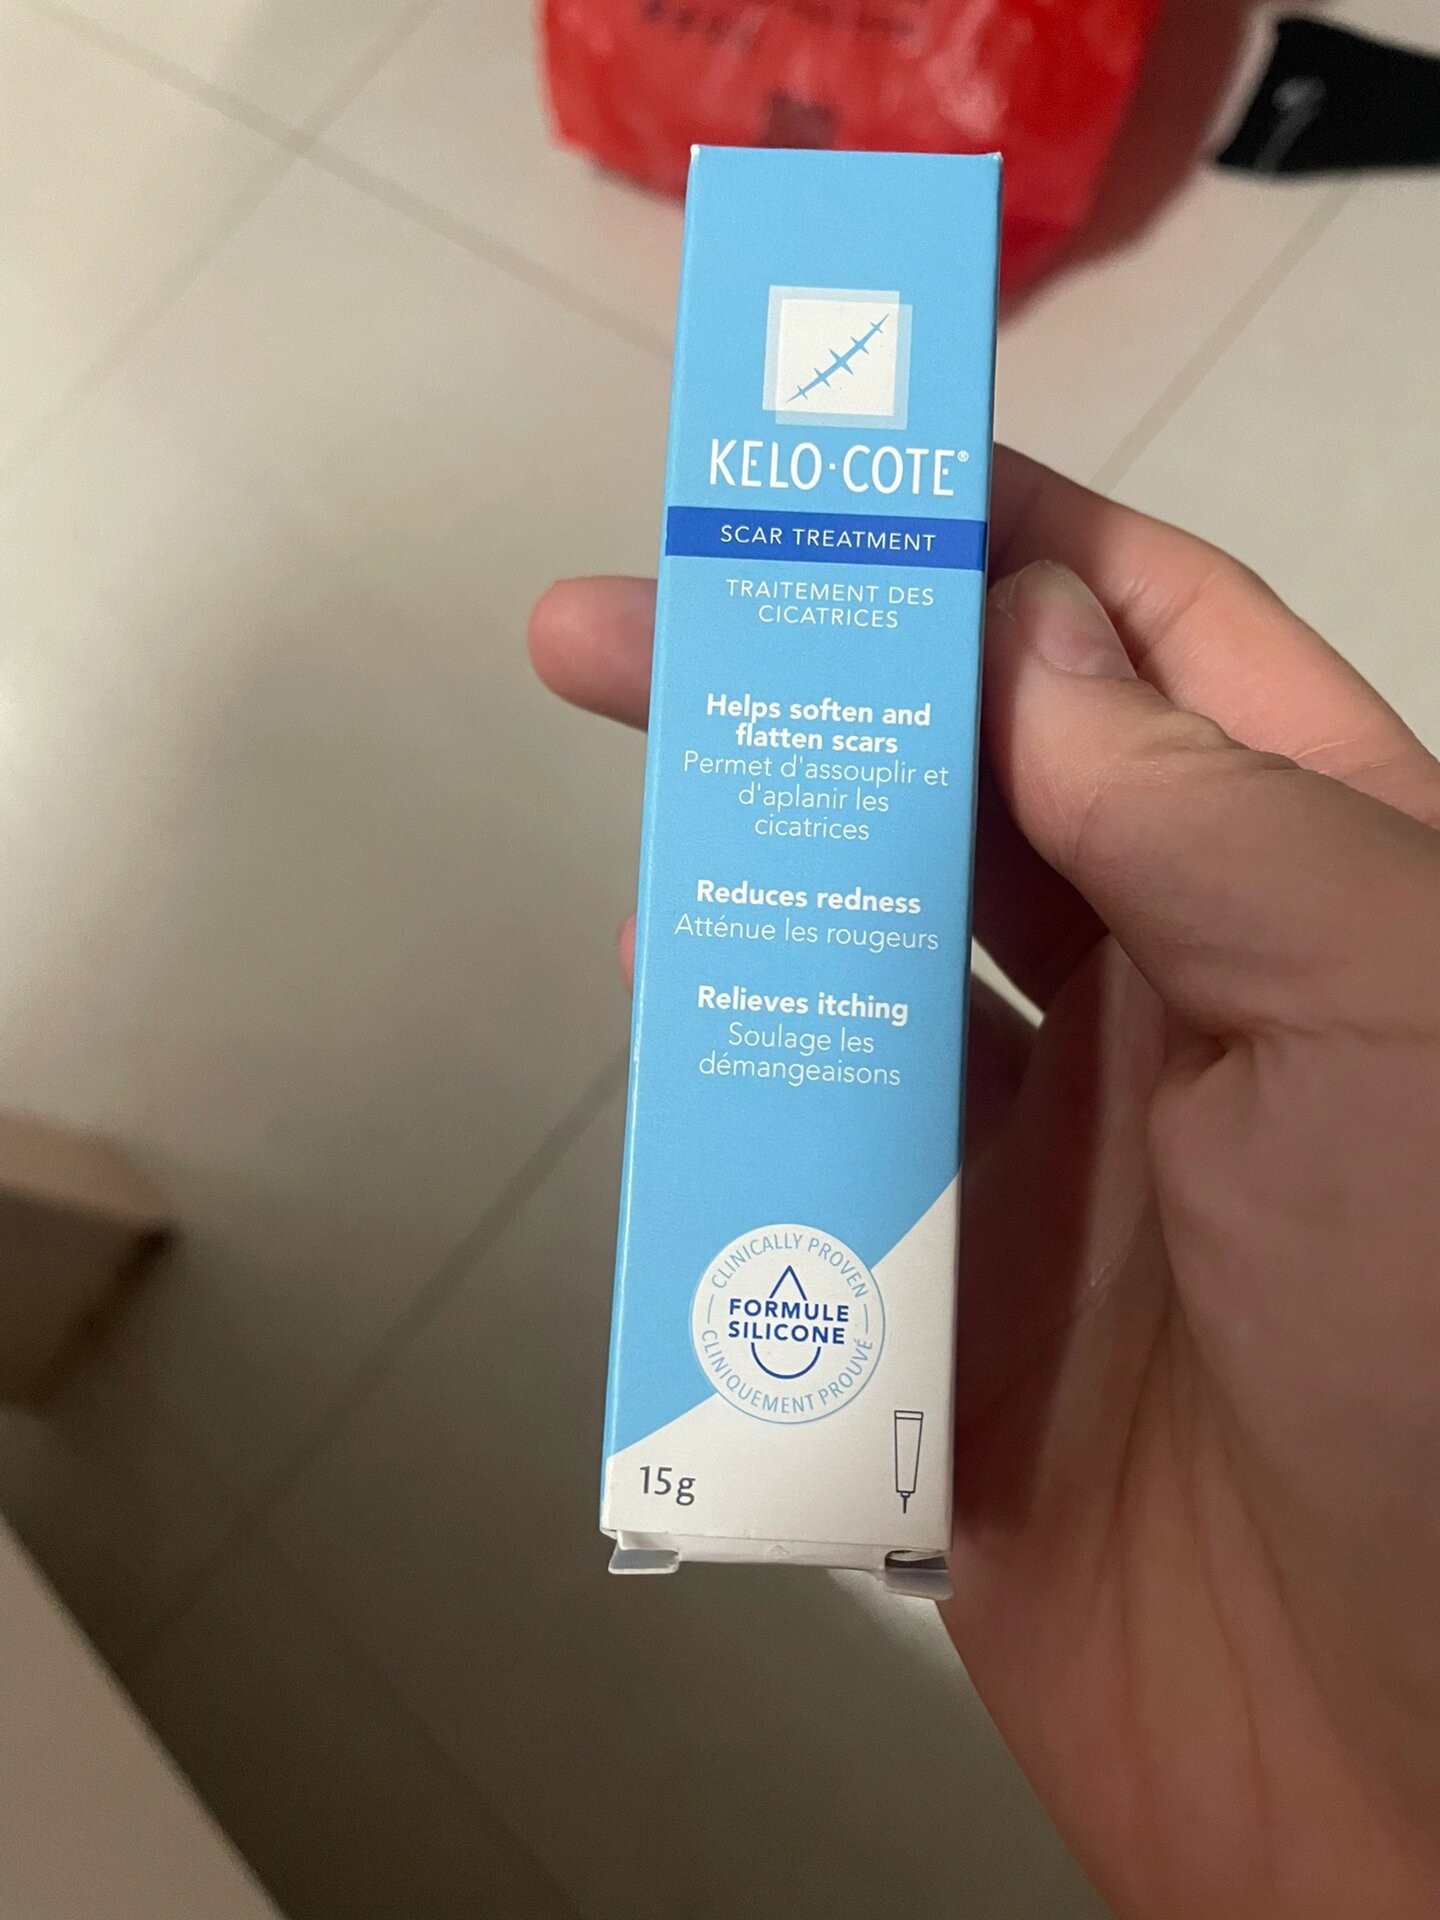 KELO·COTE®
SCAR TREATMENT
TRAITEMENT DES
CICATRICES
Helps soften and
flatten scars
Permet d'assouplir et
d'aplanir les
cicatrices
Reduces redness
Atténue les rougeurs
Relieves itching
Soulage les
démangeaisons
CLINICALLY PROVEN
FORMULE
SILICONE
CLINIQUEMENT PROUVÉ
15g